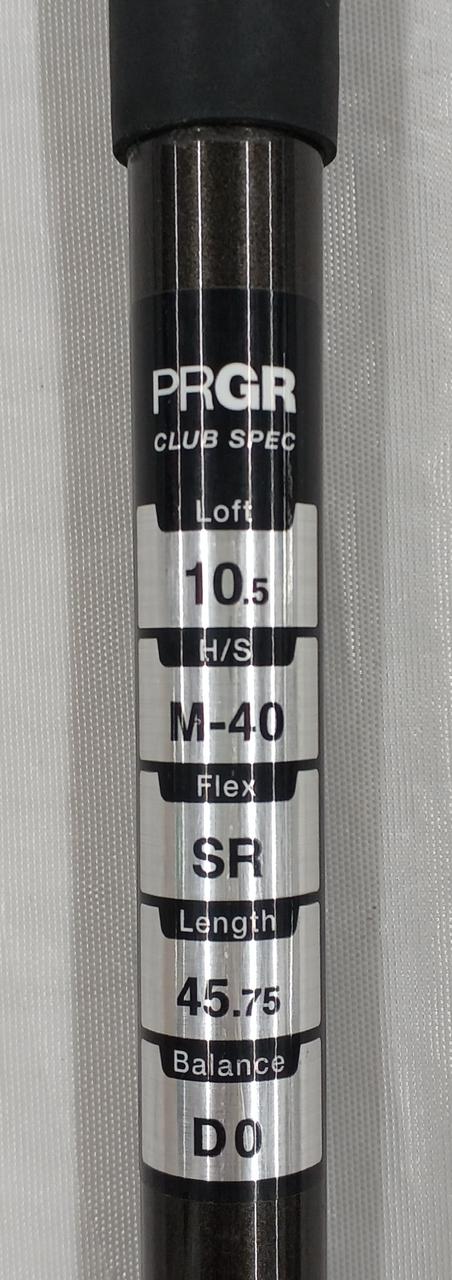 PRGR
CLUB SPEC
Loft
10.5
H/S
M-40
Flex
SR
Length
45.75
Balance
D0